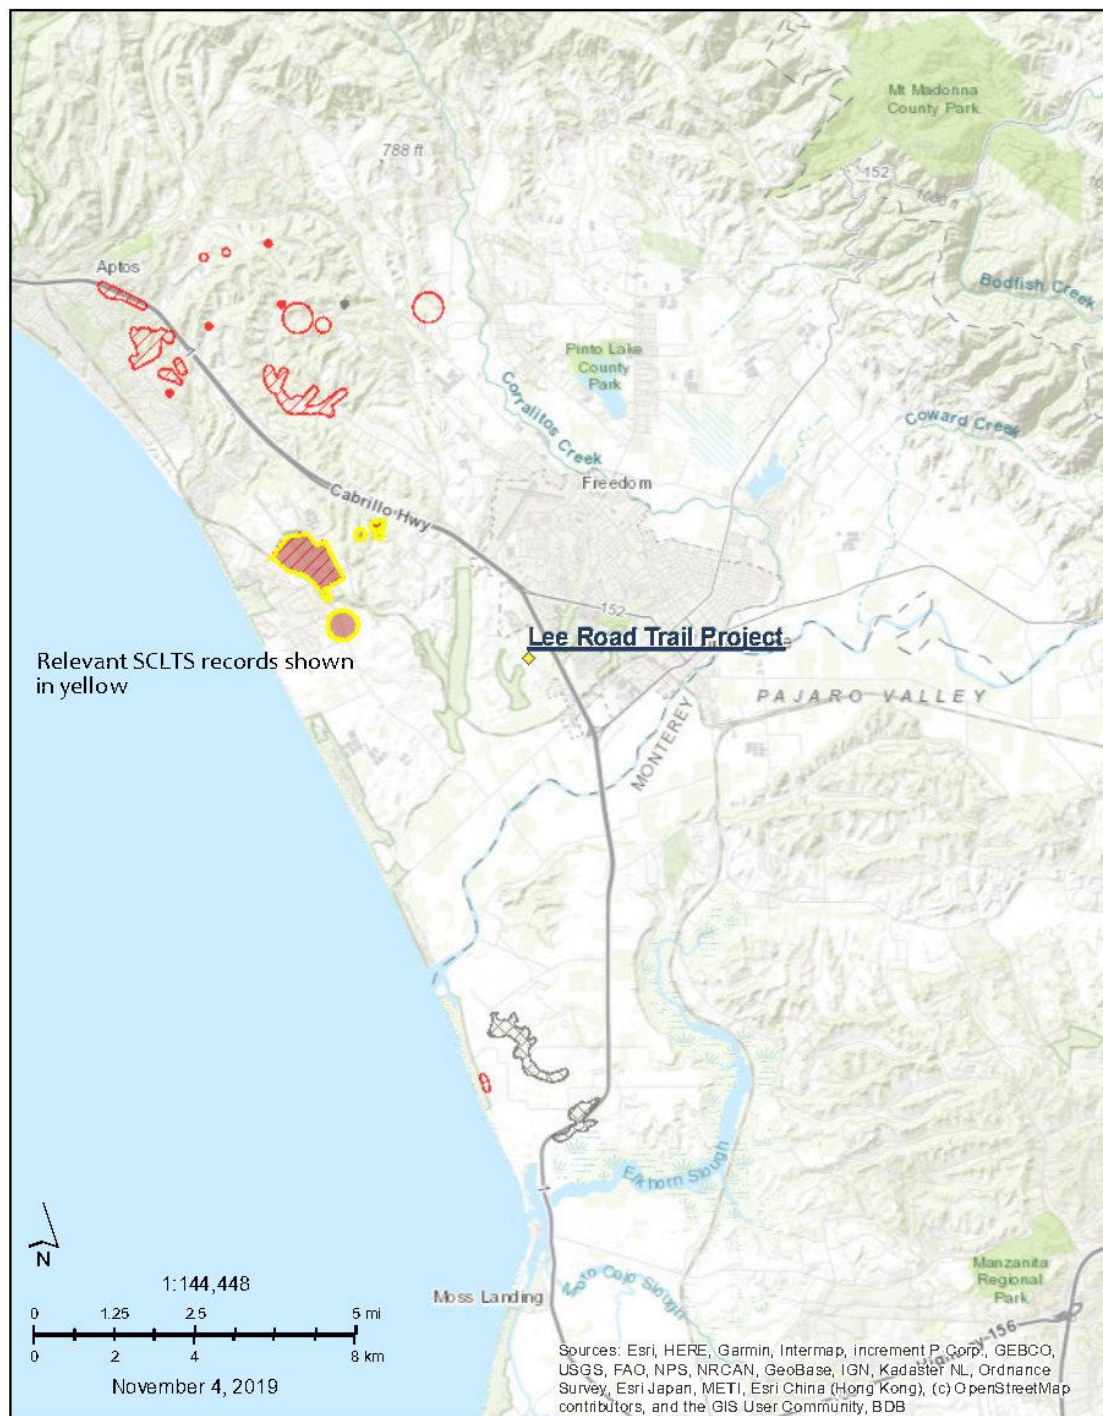 Mt Madonna
County Park
788 ft
152
1000 ft
Aptos
Bodfish Creek
1
Pinto Lake
County
Park
Corralitos Creek
Coward Creek
Freedom
Cabrillo Hwy
152
Lee Road Trail Project
Relevant SCLTS records shown
in yellow
PAJARO VALLEY
MONTEREY
Elkhorn Slough
1
N
1:144,448
0 1.25 2.5 5 mi
0 2 4 8 km
November 4, 2019
Moss Landing
Moro Cojo Slough
Manzanita
Regional
Park
Highway 156
Sources: Esri, HERE, Garmin, Intermap, increment P Corp., GEBCO,
USGS, FAO, NPS, NRCAN, GeoBase, IGN, Kadaster NL, Ordnance
Survey, Esri Japan, METI, Esri China (Hong Kong), (c) OpenStreetMap
contributors, and the GIS User Community, BDB